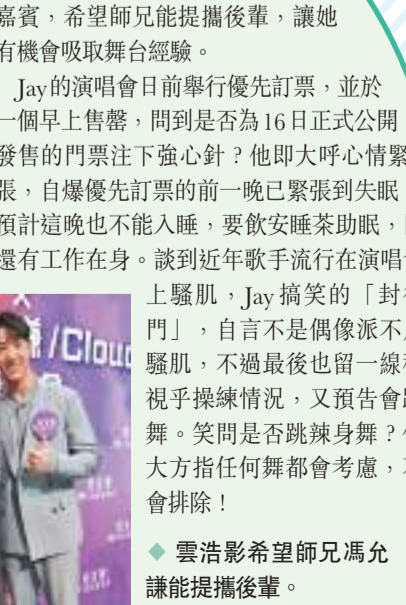 嘉賓，希望師兄能提攜後輩，讓她
有機會吸取舞台經驗。
Jay的演唱會日前舉行優先訂票，並於
一個早上售罄，問到是否為16日正式公開
發售的門票注下強心針？他即大呼心情緊
張，自爆優先訂票的前一晚已緊張到失眠，
預計這晚也不能入睡，要飲安睡茶助眠，
還有工作在身。談到近年歌手流行在演唱
上騷肌，Jay搞笑的「封
門」，自言不是偶像派不
騷肌，不過最後也留一線
視乎操練情況，又預告會
舞。笑問是否跳辣身舞？
大方指任何舞都會考慮，
會排除！
◆ 雲浩影希望師兄馮允
謙能提攜後輩。
/Cloud